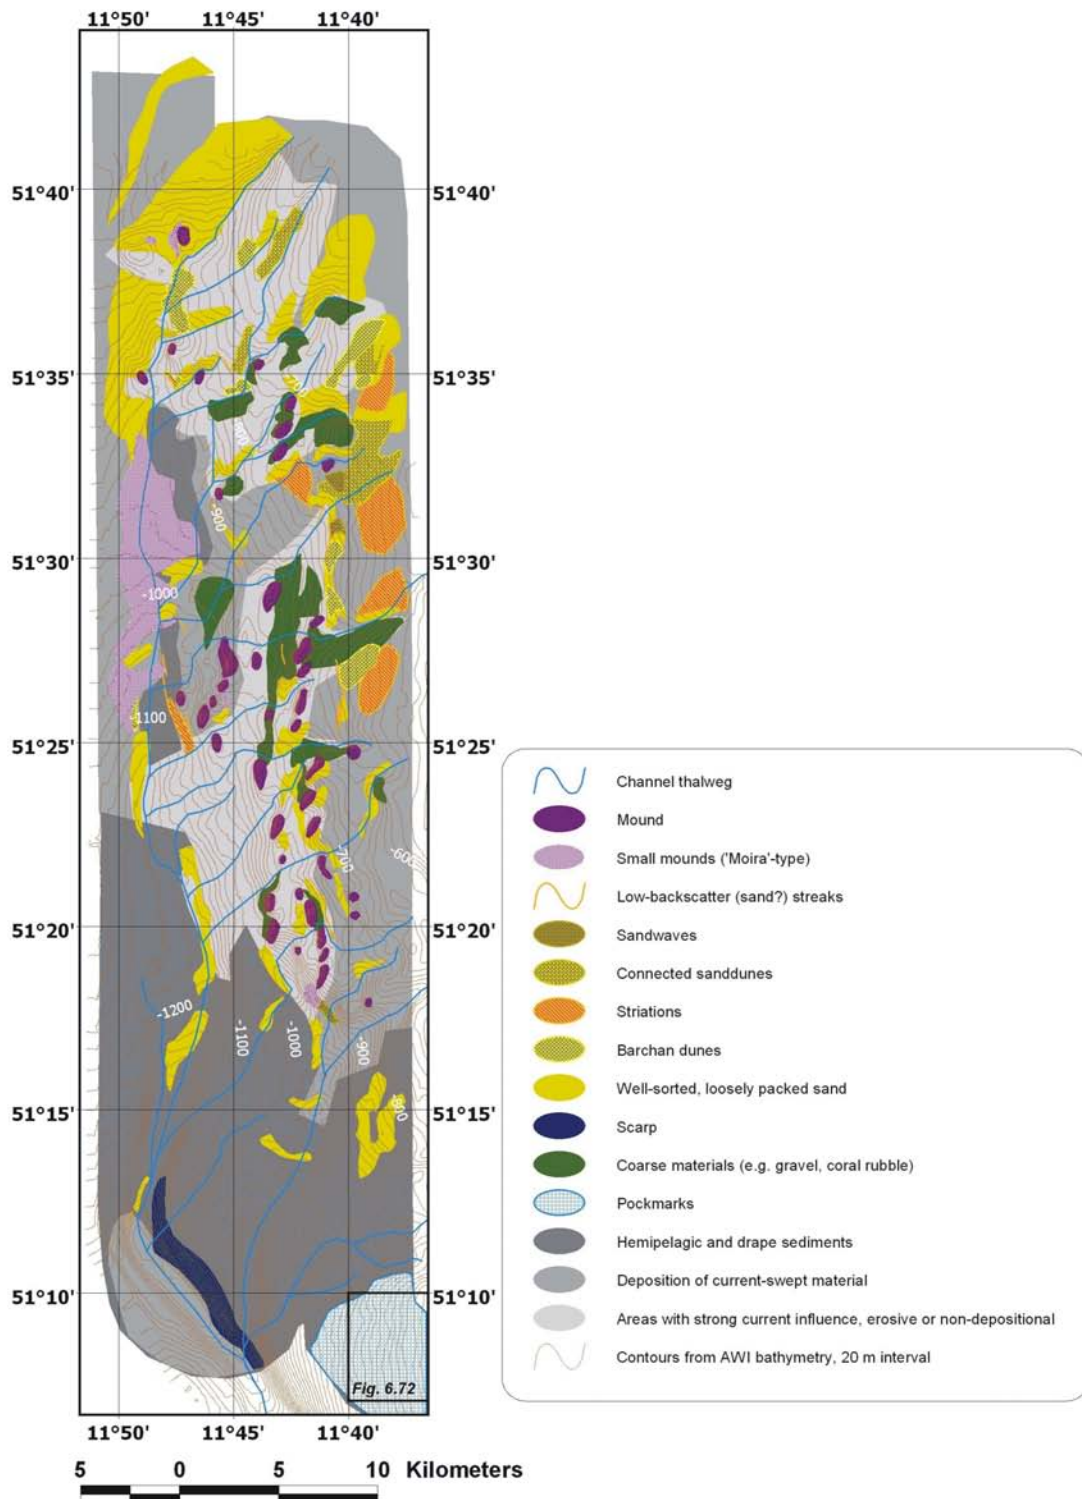 11°50' 11°45' 11°40'
51°40' 51°40'
51°35' 51°35'
-700
-800
-900
51°30' 51°30'
-1000
-1100
51°25' 51°25'
-700 -600
51°20' 51°20'
-1200
-1100
-1000
-900
51°15' 51°15'
-800
51°10' 51°10'
Fig. 6.72
11°50' 11°45' 11°40'
5 0 5 10 Kilometers
Channel thalweg
Mound
Small mounds ('Moira'-type)
Low-backscatter (sand?) streaks
Sandwaves
Connected sanddunes
Striations
Barchan dunes
Well-sorted, loosely packed sand
Scarp
Coarse materials (e.g. gravel, coral rubble)
Pockmarks
Hemipelagic and drape sediments
Deposition of current-swept material
Areas with strong current influence, erosive or non-depositional
Contours from AWI bathymetry, 20 m interval